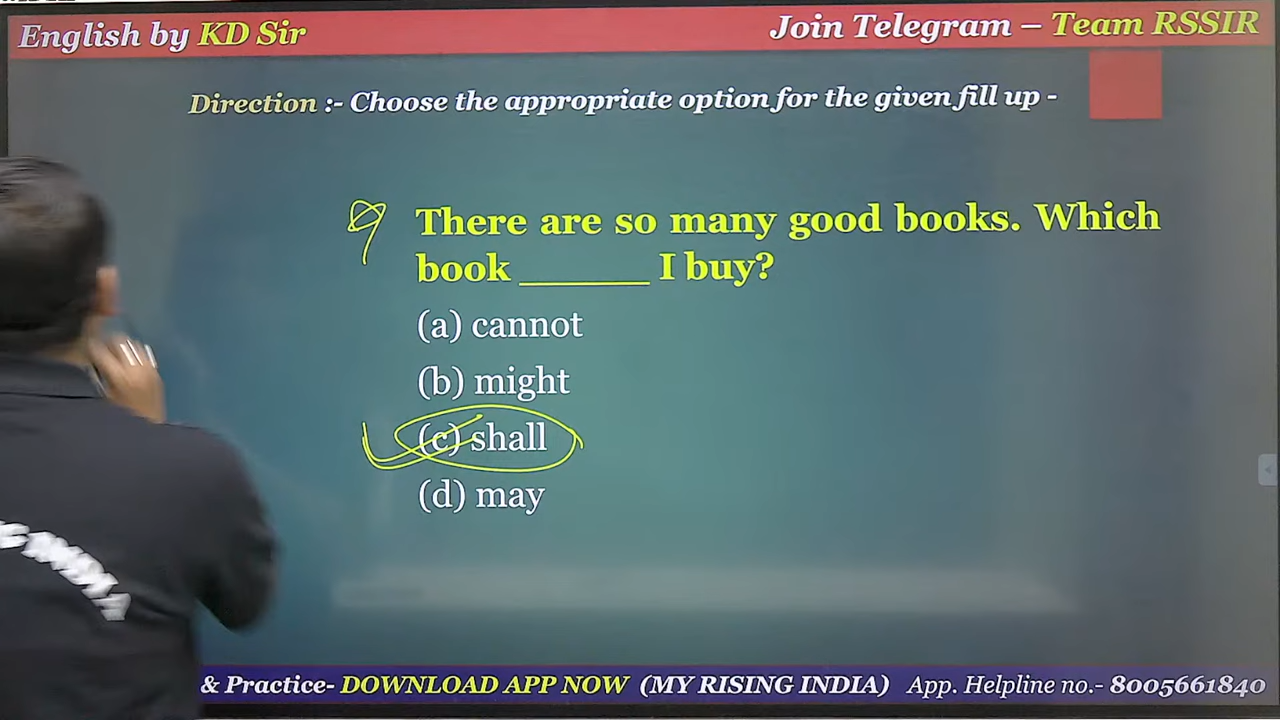 English by KD Sir
Join Telegram – Team RSSIR
Direction :- Choose the appropriate option for the given fill up -
9 There are so many good books. Which
book ______ I buy?
(a) cannot
(b) might
(c) shall
(d) may
& Practice- DOWNLOAD APP NOW (MY RISING INDIA) App. Helpline no.- 8005661840